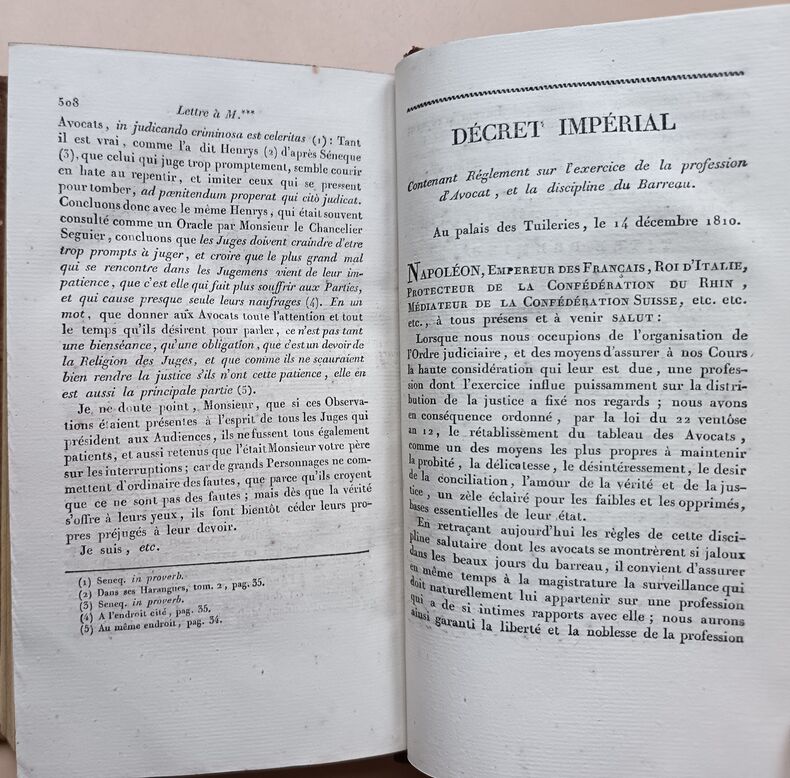 508
Lettre à M.***
Avocats, in judicando criminosa est celeritas (1): Tant
il est vrai, comme l'a dit Henrys (2) d'après Séneque
(3), que celui qui juge trop promptement, semble courir
en hate au repentir, et imiter ceux qui se pressent
pour tomber, ad pœnitendum properat qui citò judicat.
Concluons donc avec le même Henrys, qui était souvent
consulté comme un Oracle par Monsieur le Chancelier
Seguier, concluons que les Juges doivent craindre d'etre
trop prompts à juger, et croire que le plus grand mal
qui se rencontre dans les Jugemens vient de leur im-
patience, que c'est elle qui fait plus souffrir aux Parties,
et qui cause presque seule leurs naufrages (4). En un
mot, que donner aux Avocats toute l'attention et tout
le temps qu'ils désirent pour parler, ce n'est pas tant
une bienséance, qu'une obligation, que c'est un devoir de
la Religion des Juges, et que comme ils ne scauraient
bien rendre la justice s'ils n'ont cette patience, elle en
est aussi la principale partie (5).
Je ne doute point, Monsieur, que si ces Observa-
tions étaient présentes à l'esprit de tous les Juges qui
président aux Audiences, ils ne fussent tous également
patients, et aussi retenus que l'était Monsieur votre père
sur les interruptions; car de grands Personnages ne com-
mettent d'ordinaire des fautes, que parce qu'ils croyent
que ce ne sont pas des fautes; mais dès que la vérité
s'offre à leurs yeux, ils font bientôt céder leurs pro-
pres préjugés à leur devoir.
Je suis, etc.
(1) Seneq. in proverb.
(2) Dans ses Harangues, tom. 2, pag. 35.
(3) Seneq. in proverb.
(4) A l'endroit cité, pag. 35.
(5) Au même endroit, pag. 34.
DÉCRET IMPÉRIAL
Contenant Réglement sur l'exercice de la profession
d'Avocat, et la discipline du Barreau.
Au palais des Tuileries, le 14 décembre 1810.
NAPOLÉON, EMPEREUR DES FRANÇAIS, ROI D'ITALIE,
PROTECTEUR DE LA CONFÉDÉRATION DU RHIN,
MÉDIATEUR DE LA CONFÉDÉRATION SUISSE, etc. etc.
etc., à tous présens et à venir SALUT:
Lorsque nous nous occupions de l'organisation de
l'Ordre judiciaire, et des moyens d'assurer à nos Cours
la haute considération qui leur est due, une profes-
sion dont l'exercice influe puissamment sur la distri-
bution de la justice a fixé nos regards; nous avons
en conséquence ordonné, par la loi du 22 ventôse
an 12, le rétablissement du tableau des Avocats,
comme un des moyens les plus propres à maintenir
la probité, la délicatesse, le désintéressement, le desir
de la conciliation, l'amour de la vérité et de la jus-
tice, un zèle éclairé pour les faibles et les opprimés,
bases essentielles de leur état.
En retraçant aujourd'hui les règles de cette disci-
pline salutaire dont les avocats se montrèrent si jaloux
dans les beaux jours du barreau, il convient d'assurer
en même temps à la magistrature la surveillance qui
doit naturellement lui appartenir sur une profession
qui a de si intimes rapports avec elle; nous aurons
ainsi garanti la liberté et la noblesse de la profession